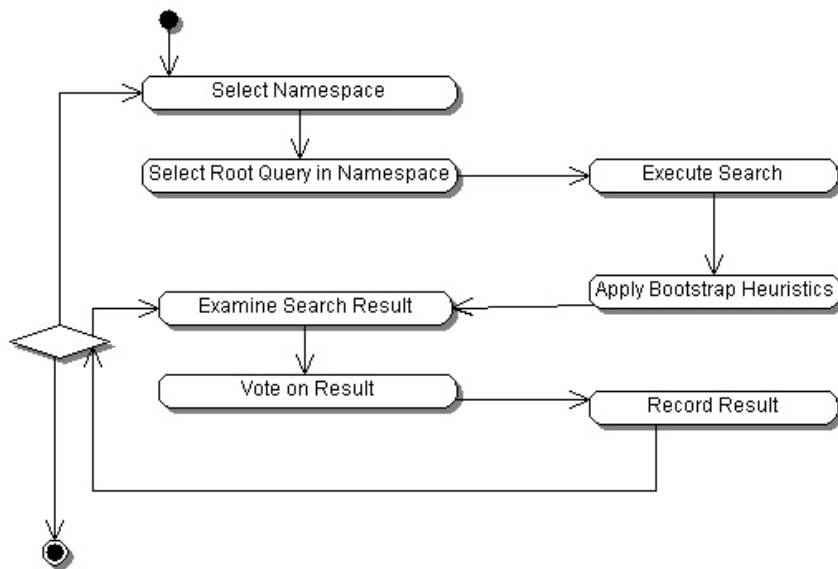 Select Namespace
Select Root Query in Namespace
Execute Search
Apply Bootstrap Heuristics
Examine Search Result
Vote on Result
Record Result